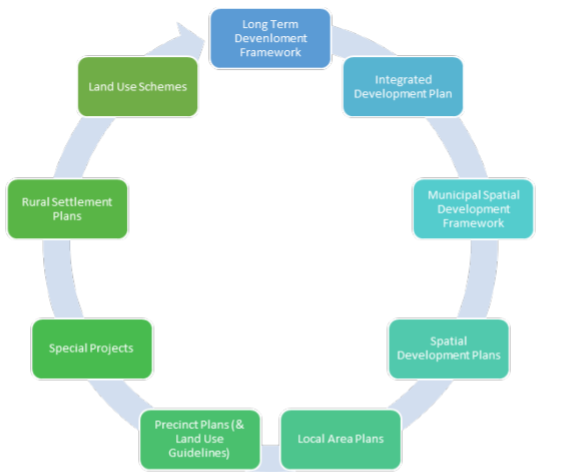 Long Term
Devenloment
Framework
Integrated
Development Plan
Municipal Spatial
Development
Framework
Spatial
Development Plans
Local Area Plans
Precinct Plans (&
Land Use
Guidelines)
Special Projects
Rural Settlement
Plans
Land Use Schemes